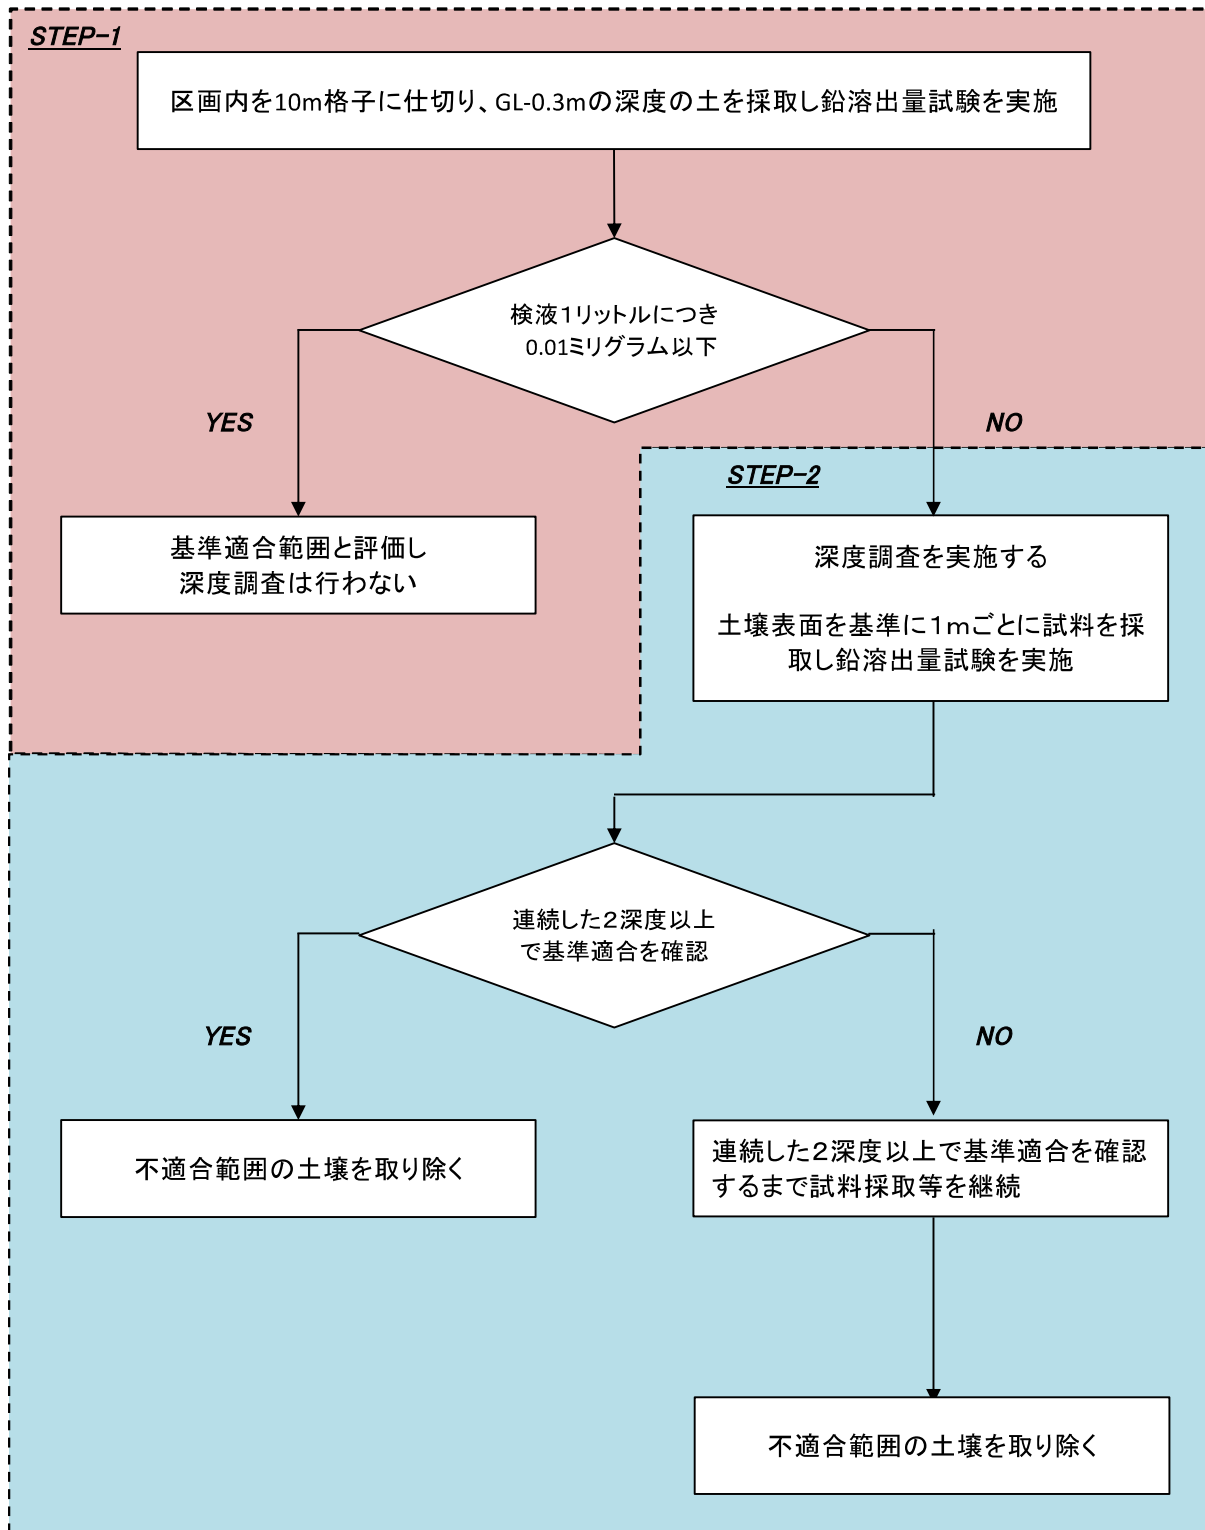 STEP-1
区画内を10m格子に仕切り、GL-0.3mの深度の土を採取し鉛溶出量試験を実施
検液１リットルにつき
0.01ミリグラム以下
YES
NO
基準適合範囲と評価し
深度調査は行わない
STEP-2
深度調査を実施する
土壌表面を基準に１ｍごとに試料を採
取し鉛溶出量試験を実施
連続した２深度以上
で基準適合を確認
YES
NO
不適合範囲の土壌を取り除く
連続した２深度以上で基準適合を確認
するまで試料採取等を継続
不適合範囲の土壌を取り除く